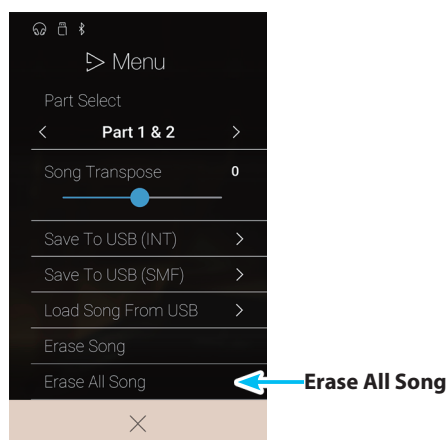 Menu
Part Select
< Part 1 & 2 >
Song Transpose 0
Save To USB (INT) >
Save To USB (SMF) >
Load Song From USB >
Erase Song
Erase All Song
Erase All Song